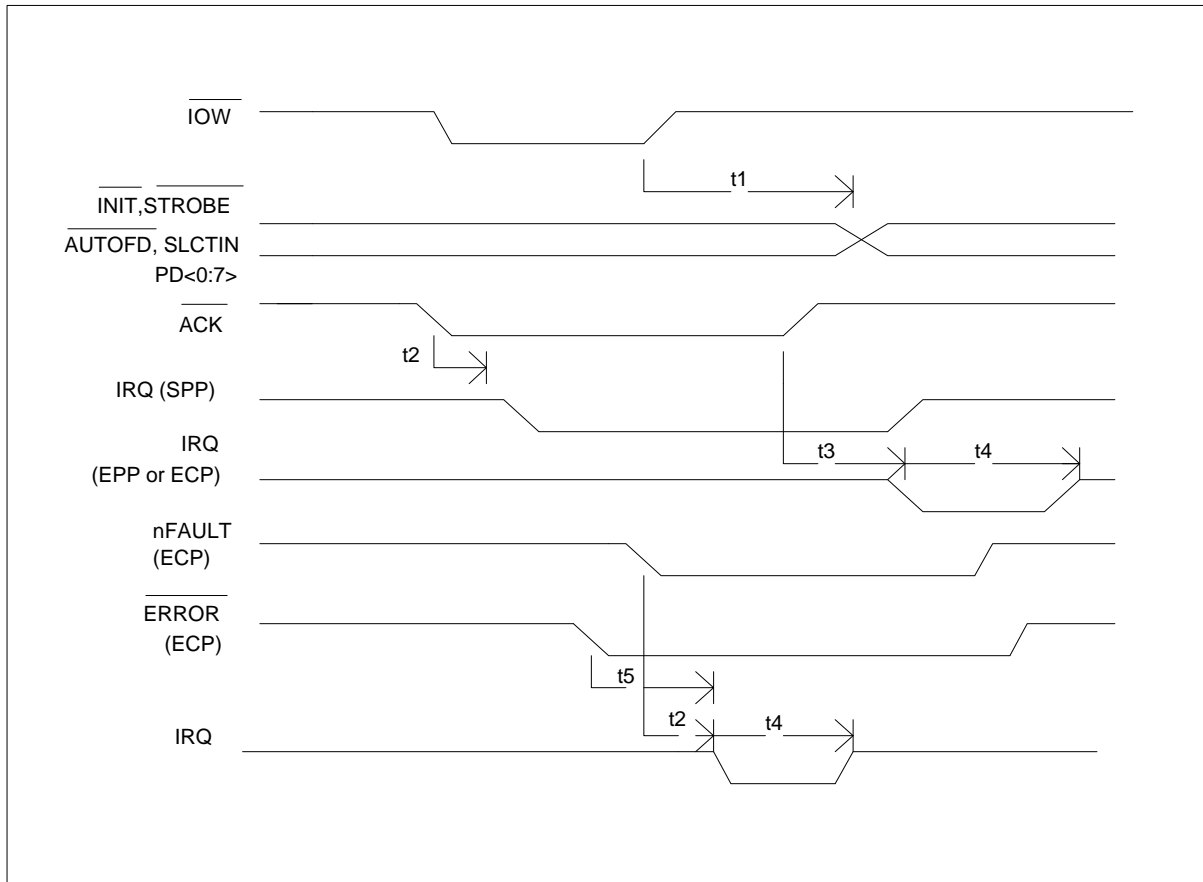 IOW
t1
INIT,STROBE
AUTOFD, SLCTIN
PD<0:7>
ACK
t2
IRQ (SPP)
IRQ
(EPP or ECP)
t3
t4
nFAULT
(ECP)
ERROR
(ECP)
t5
t2
t4
IRQ